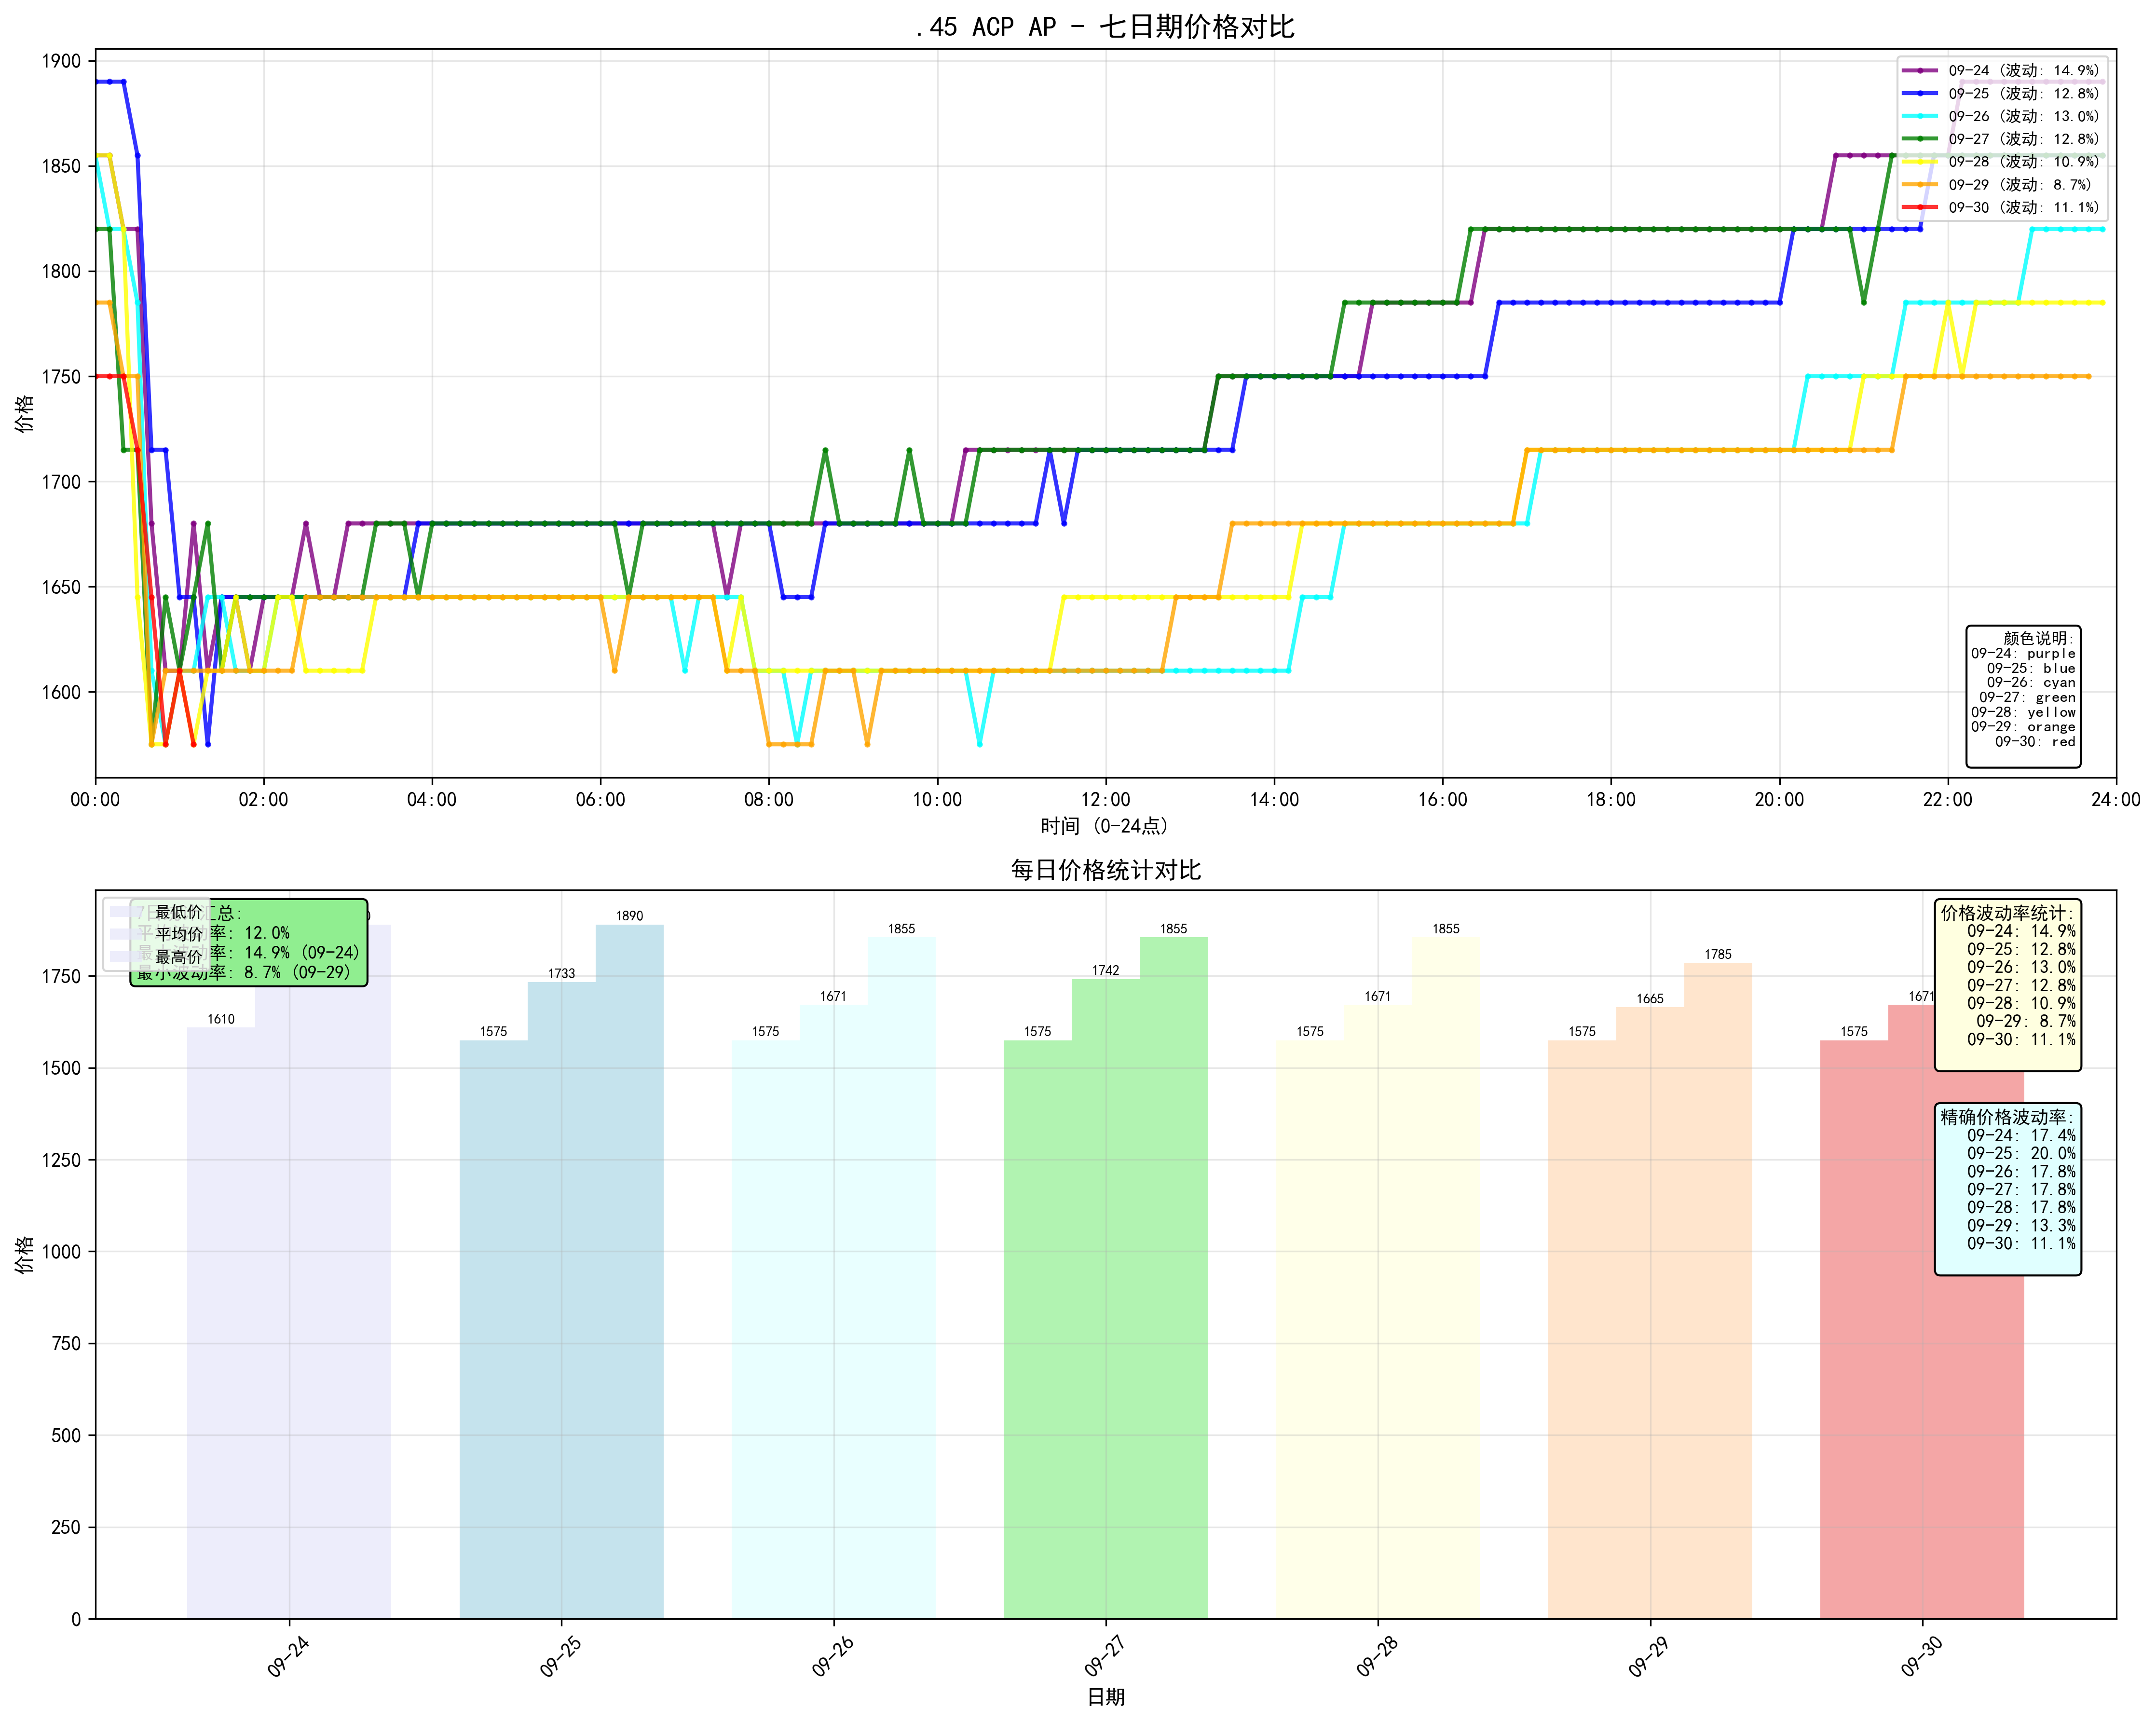 .45 ACP AP - 七日期价格对比
价格
1900
1850
1800
1750
1700
1650
1600
09-24 (波动: 14.9%)
09-25 (波动: 12.8%)
09-26 (波动: 13.0%)
09-27 (波动: 12.8%)
09-28 (波动: 10.9%)
09-29 (波动: 8.7%)
09-30 (波动: 11.1%)
颜色说明:
09-24: purple
09-25: blue
09-26: cyan
09-27: green
09-28: yellow
09-29: orange
09-30: red
00:00 02:00 04:00 06:00 08:00 10:00 12:00 14:00 16:00 18:00 20:00 22:00 24:00
时间 (0-24点)
每日价格统计对比
价格
1750
1500
1250
1000
750
500
250
0
最低价
平均价
最高价
汇总:
率: 12.0%
14.9% (09-24)
最小波动率: 8.7% (09-29)
1610
1575 1733 1890
1575 1671 1855
1575 1742 1855
1575 1671 1855
1575 1665 1785
1575 1671
价格波动率统计:
09-24: 14.9%
09-25: 12.8%
09-26: 13.0%
09-27: 12.8%
09-28: 10.9%
09-29: 8.7%
09-30: 11.1%
精确价格波动率:
09-24: 17.4%
09-25: 20.0%
09-26: 17.8%
09-27: 17.8%
09-28: 17.8%
09-29: 13.3%
09-30: 11.1%
09-24 09-25 09-26 09-27 09-28 09-29 09-30
日期